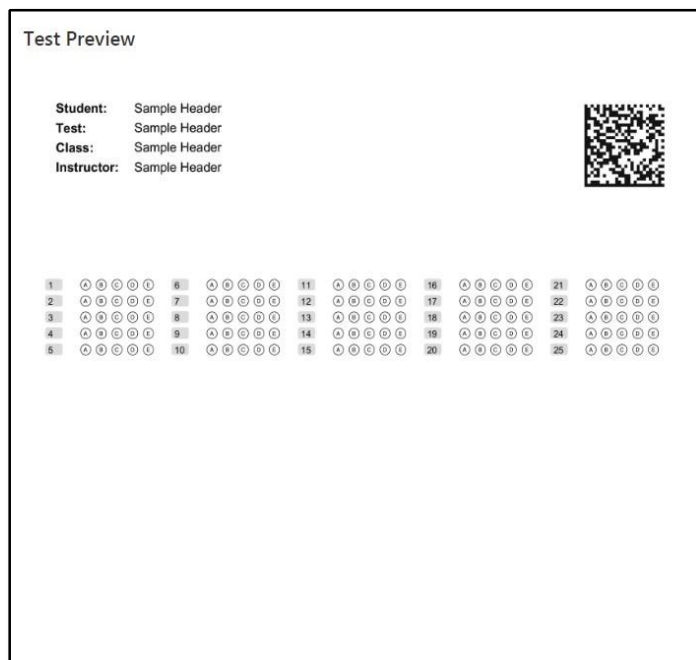 Test Preview
Student: Sample Header
Test: Sample Header
Class: Sample Header
Instructor: Sample Header
1 A B C D E 6 A B C D E 11 A B C D E 16 A B C D E 21 A B C D E
2 A B C D E 7 A B C D E 12 A B C D E 17 A B C D E 22 A B C D E
3 A B C D E 8 A B C D E 13 A B C D E 18 A B C D E 23 A B C D E
4 A B C D E 9 A B C D E 14 A B C D E 19 A B C D E 24 A B C D E
5 A B C D E 10 A B C D E 15 A B C D E 20 A B C D E 25 A B C D E